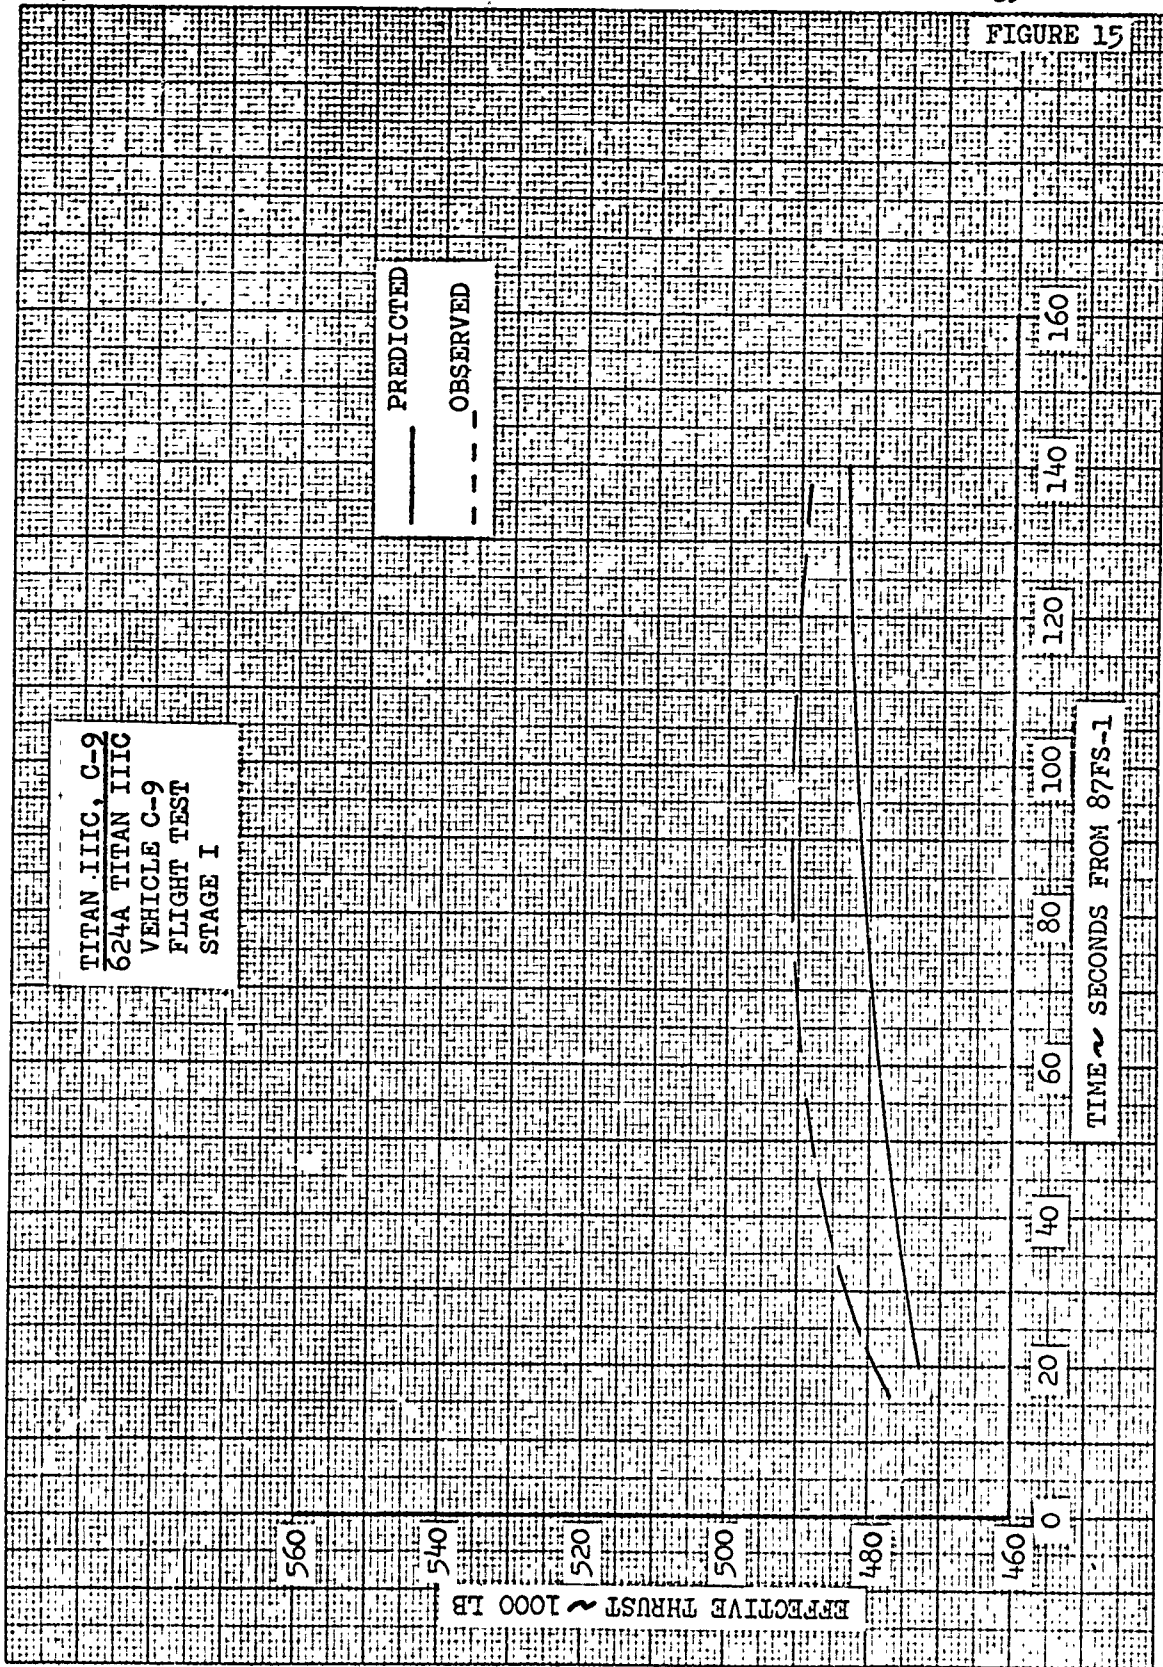 FIGURE 15
TITAN IIIC, C-9
624A TITAN IIIC
VEHICLE C-9
FLIGHT TEST
STAGE I
PREDICTED
OBSERVED
EFFECTIVE THRUST ~ 1000 LB
560
540
520
500
480
460
0
20
40
60
80
100
120
140
160
TIME ~ SECONDS FROM 87FS-1